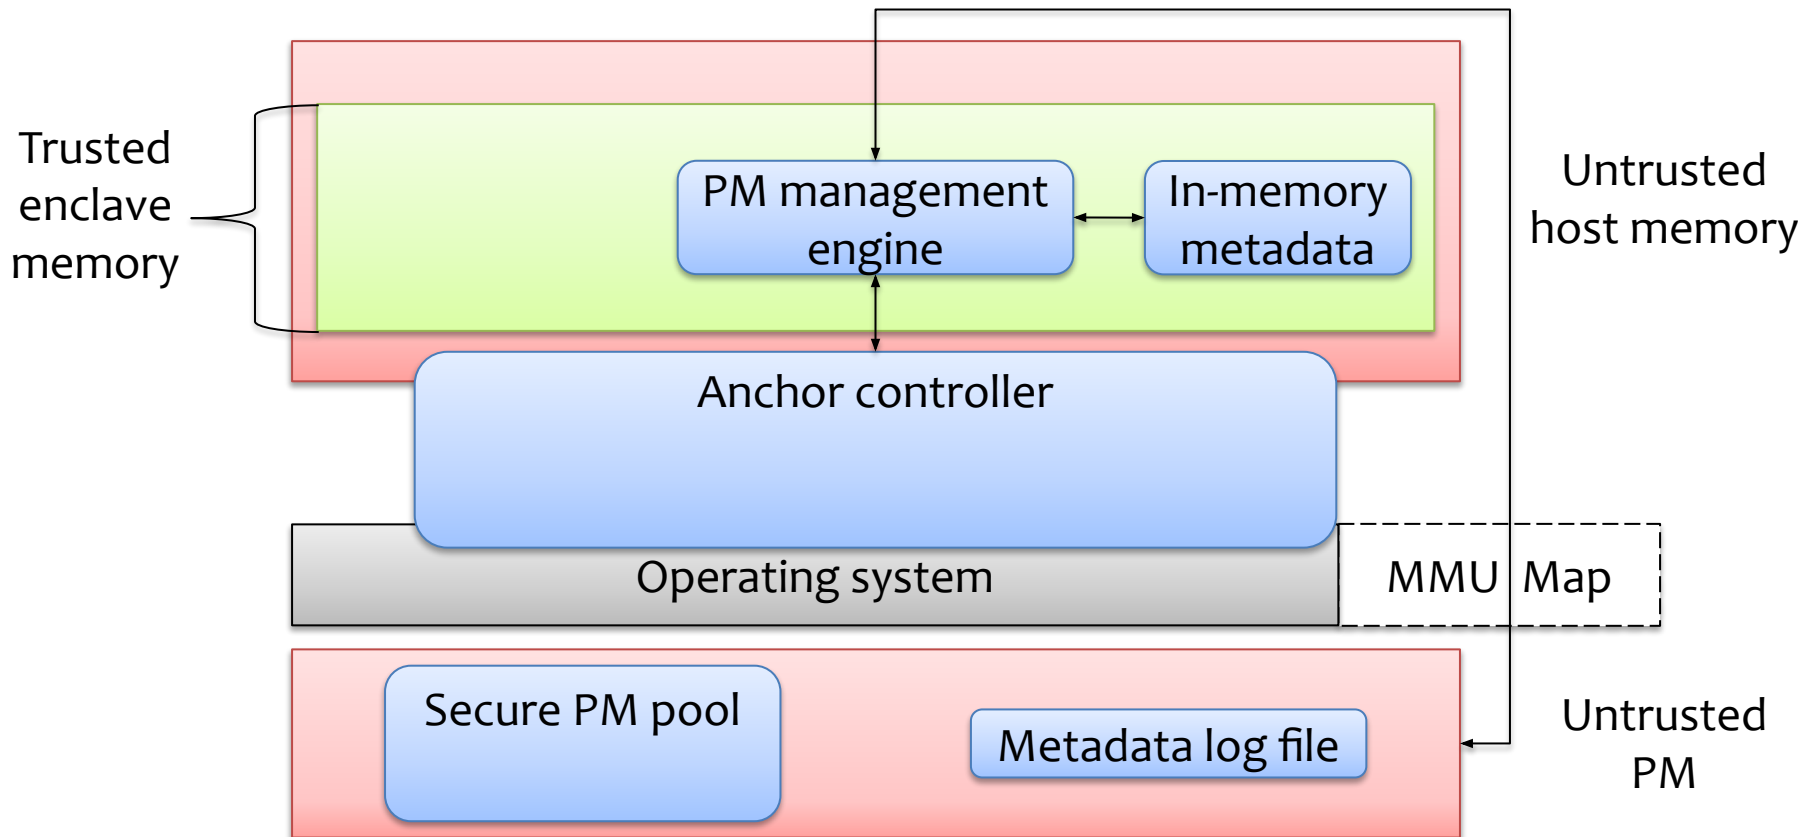 Trusted
enclave
memory
PM management
engine
In-memory
metadata
Untrusted
host memory
Anchor controller
Operating system
MMU Map
Secure PM pool
Metadata log file
Untrusted
PM